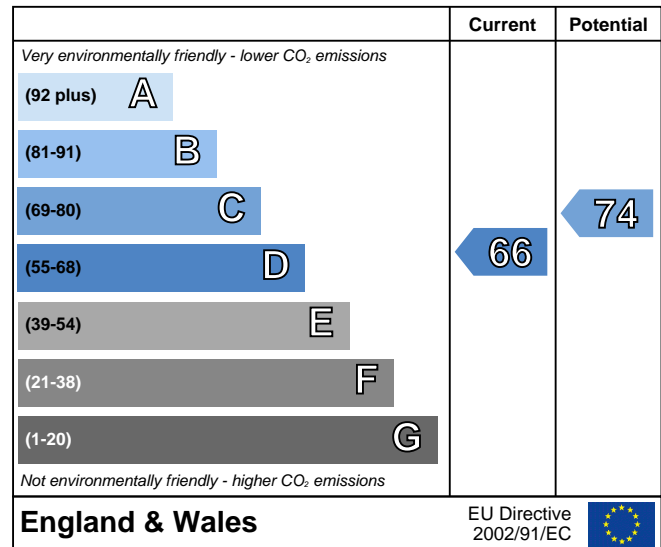 Current Potential
Very environmentally friendly - lower CO₂ emissions
(92 plus) A
(81-91) B
(69-80) C
74
(55-68) D
66
(39-54) E
(21-38) F
(1-20) G
Not environmentally friendly - higher CO₂ emissions
England & Wales
EU Directive
2002/91/EC